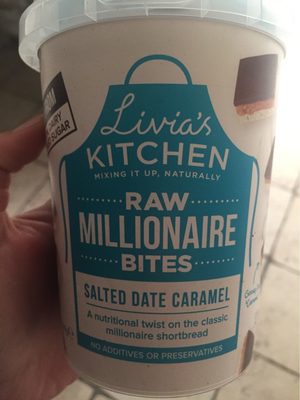 Livia's
KITCHEN
MIXING IT UP, NATURALLY
RAW
MILLIONAIRE
BITES
SALTED DATE CARAMEL
A nutritional twist on the classic
millionaire shortbread
NO ADDITIVES OR PRESERVATIVES